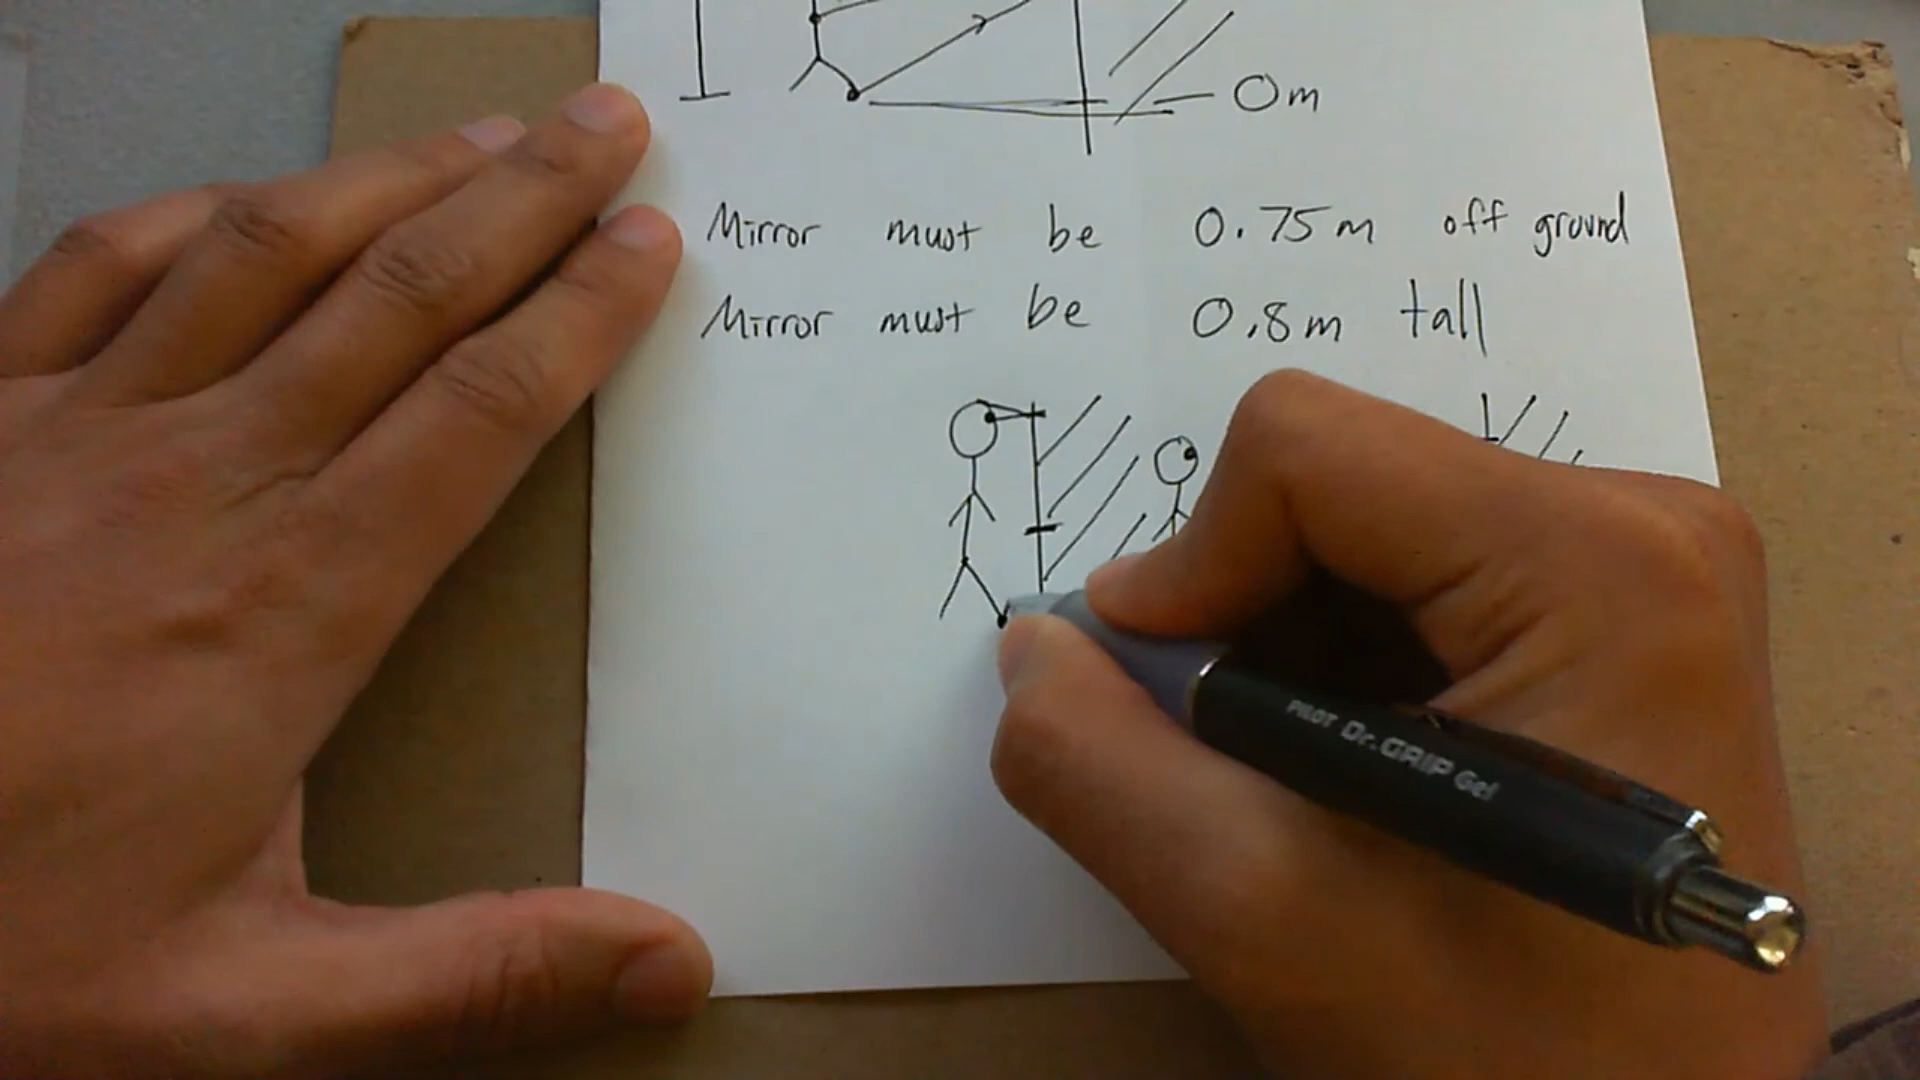 0m
Mirror must be 0.75m off ground
Mirror must be 0.8m tall
PILOT Dr. GRIP Gel